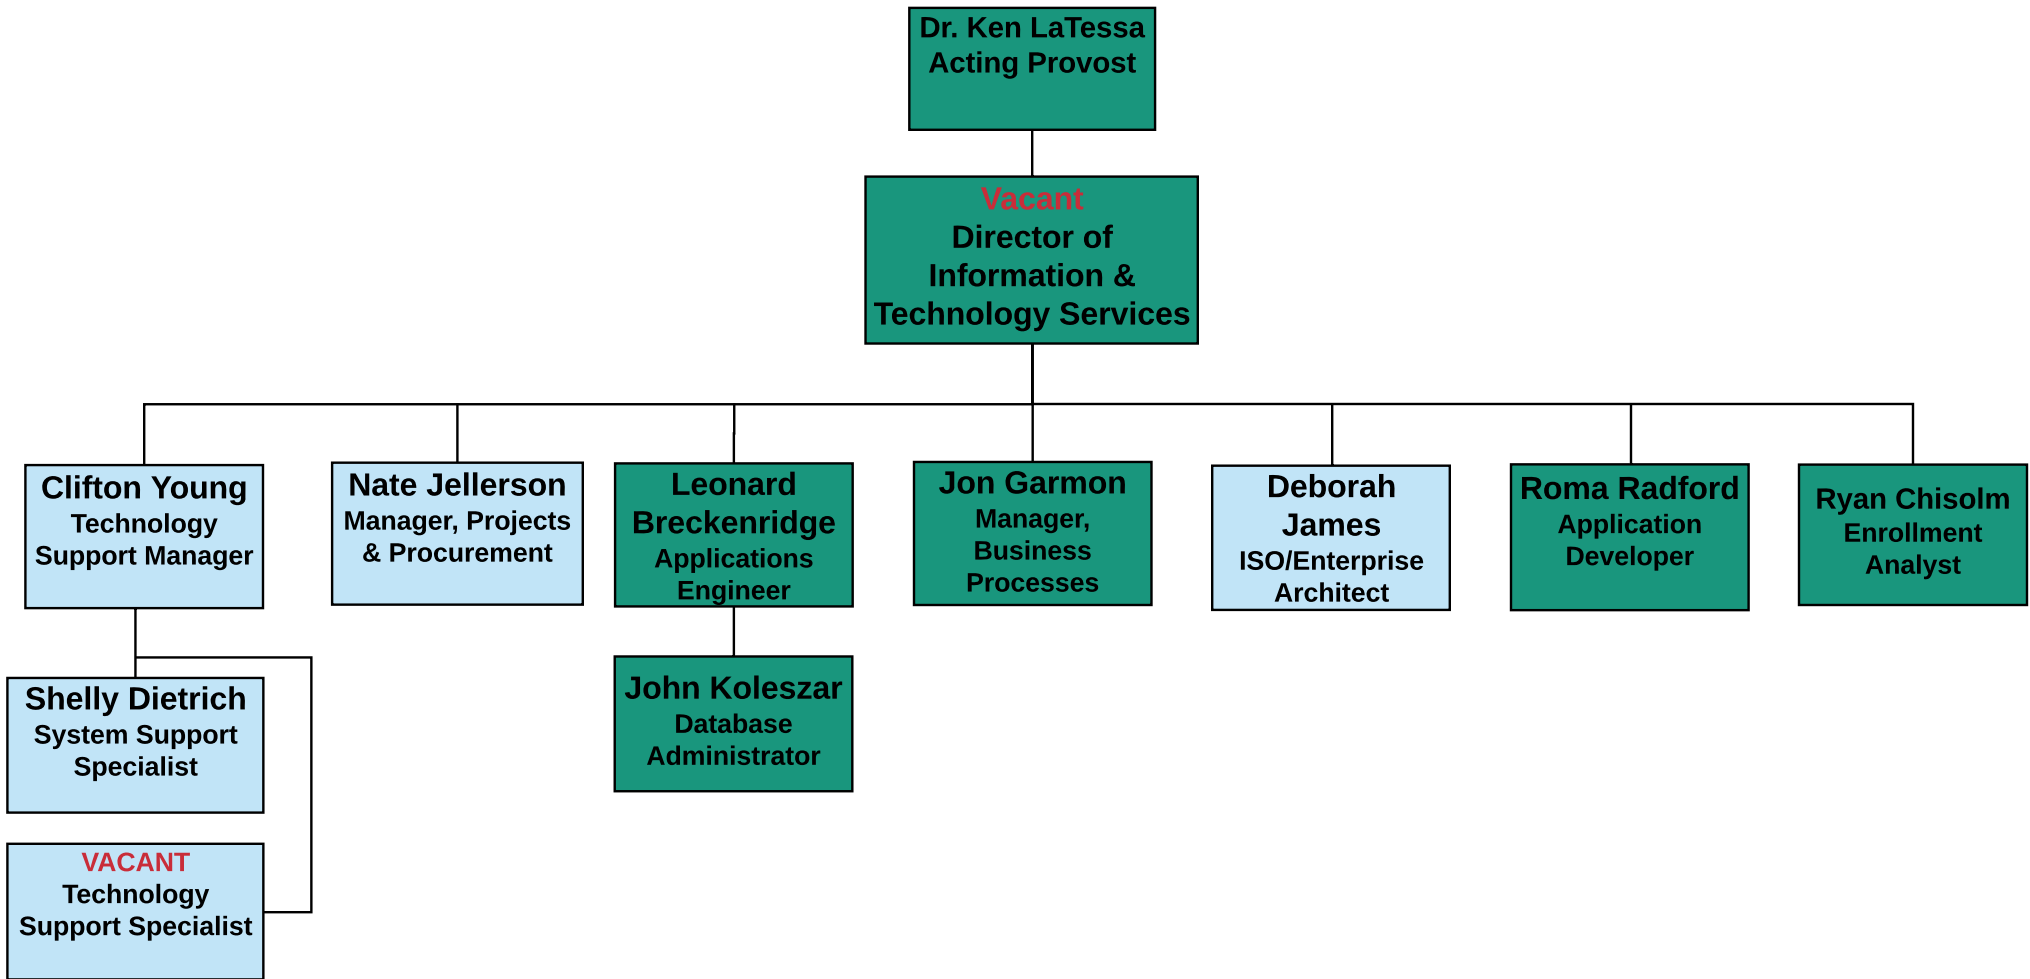 Dr. Ken LaTessa
Acting Provost
Vacant
Director of
Information &
Technology Services
Clifton Young
Technology
Support Manager
Nate Jellerson
Manager, Projects
& Procurement
Leonard
Breckenridge
Applications
Engineer
Jon Garmon
Manager,
Business
Processes
Deborah
James
ISO/Enterprise
Architect
Roma Radford
Application
Developer
Ryan Chisolm
Enrollment
Analyst
Shelly Dietrich
System Support
Specialist
John Koleszar
Database
Administrator
VACANT
Technology
Support Specialist